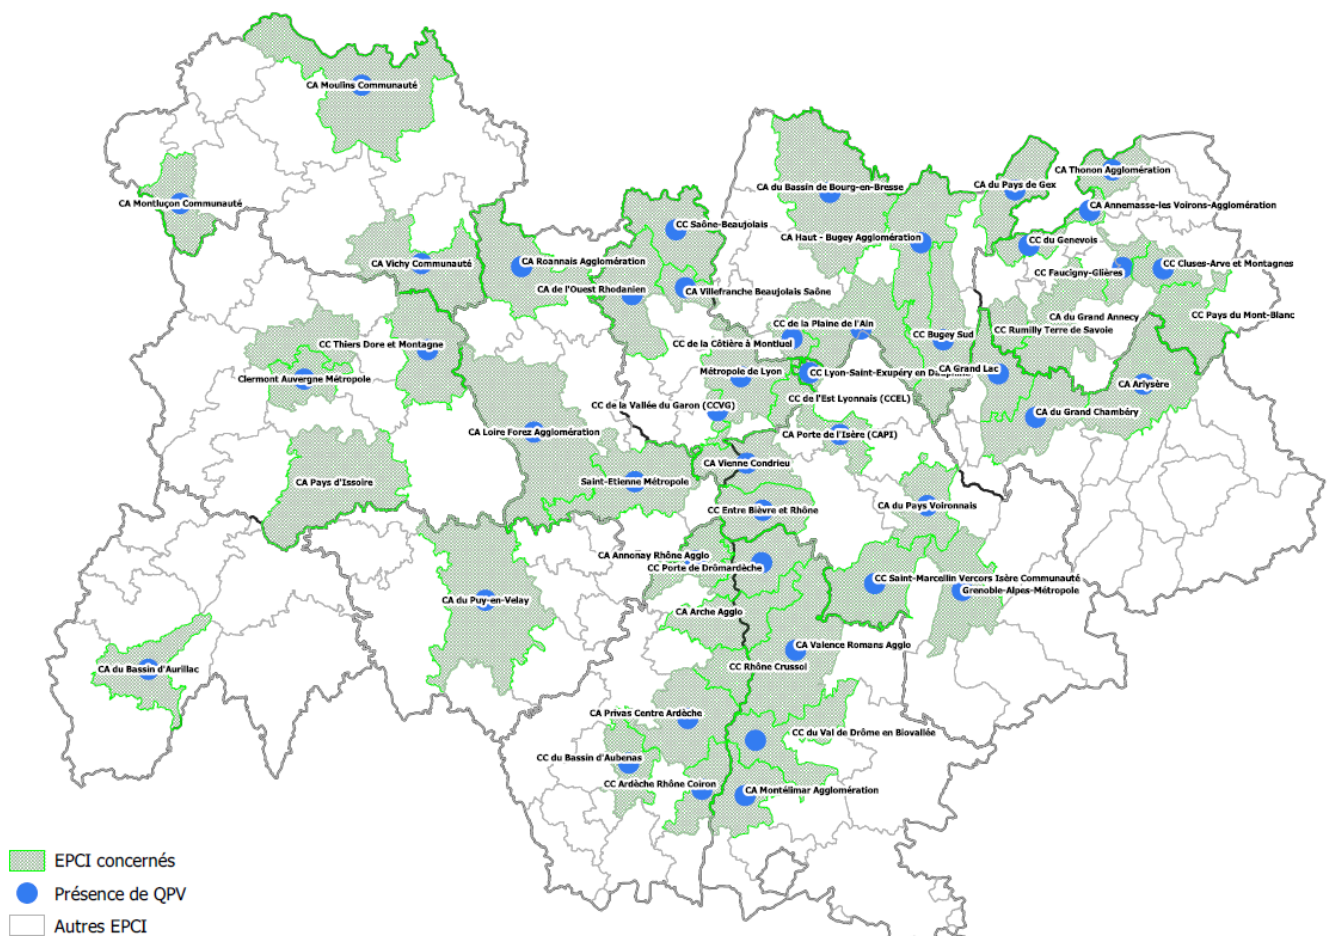 CA Moulins Communauté
CA Montluçon Communauté
CA Vichy Communauté
CA Roannais Agglomération
CC Saône-Beaujolais
CA de l'Ouest Rhodanien
CA Villefranche Beaujolais Saône
CA du Bassin de Bourg-en-Bresse
CA Haut - Bugey Agglomération
CA du Pays de Gex
CA Thonon Agglomération
CA Annemasse-les Voirons-Agglomération
CC du Genevois
CC Faucigny-Glières
CC Cluses-Arve et Montagnes
CA du Grand Annecy
CC Pays du Mont-Blanc
CC Rumilly Terre de Savoie
CC Bugey Sud
CC de la Plaine de l'Ain
CC de la Côtière à Montluel
CC Thiers Dore et Montagne
Clermont Auvergne Métropole
Métropole de Lyon
CC Lyon-Saint-Exupéry en
CA Grand Lac
CA Arlysère
CC de l'Est Lyonnais (CCEL)
CC de la Vallée du Garon (CCVG)
CA du Grand Chambéry
CA Loire Forez Agglomération
CA Porte de l'Isère (CAPI)
CA Vienne Condrieu
CA Pays d'Issoire
Saint-Etienne Métropole
CC Entre Bièvre et Rhône
CA du Pays Voironnais
CA Annonay Rhône Agglo
CC Porte de Drômardèche
CC Saint-Marcellin Vercors Isère Communauté
Grenoble-Alpes-Métropole
CA du Puy-en-Velay
CA Arche Agglo
CA Valence Romans Agglo
CC Rhône Crussol
CA du Bassin d'Aurillac
CA Privas Centre Ardèche
CC du Val de Drôme en Biovallée
CC du Bassin d'Aubenas
CC Ardèche Rhône Coiron
CA Montélimar Agglomération
EPCI concernés
Présence de QPV
Autres EPCI